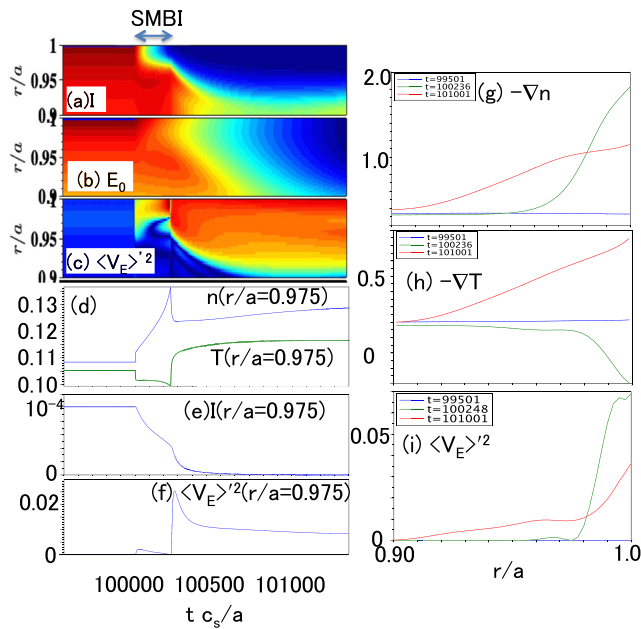 SMBI
1
r/a
0.95
(a)I
0.9
1
r/a
0.95
(b) E0
0.9
1
r/a
0.95
(c) <VE>'2
0.9
(d)
n(r/a=0.975)
0.13
0.12
0.11
T(r/a=0.975)
0.10
10-4
(e)I(r/a=0.975)
0
(f) <VE>'2(r/a=0.975)
0.02
0
100000 100500 101000
t cs/a
2.0
t=99501
t=100236
t=101001
(g) -∇n
1.0
t=99501
t=100236
t=101001
0.5
(h) -∇T
0
t=99501
t=100248
t=101001
0.05
(i) <VE>'2
0
0.90 1.0
r/a